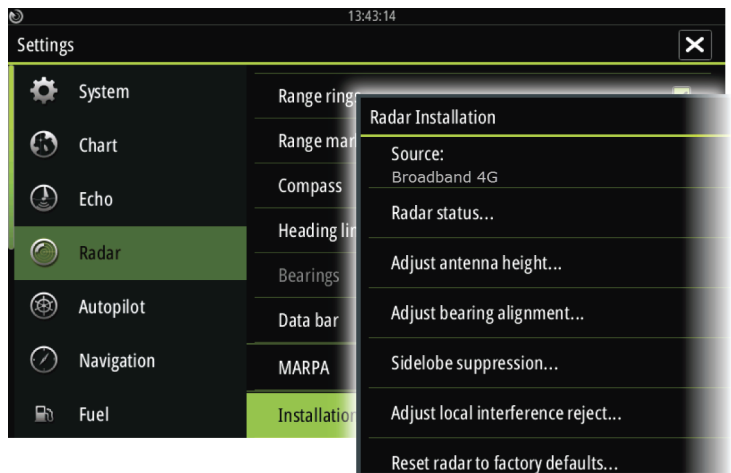 13:43:14
Settings
System
Chart
Echo
Radar
Autopilot
Navigation
Fuel
Range rings
Range mar
Compass
Heading lin
Bearings
Data bar
MARPA
Installation
Radar Installation
Source:
Broadband 4G
Radar status...
Adjust antenna height...
Adjust bearing alignment...
Sidelobe suppression...
Adjust local interference reject...
Reset radar to factory defaults...